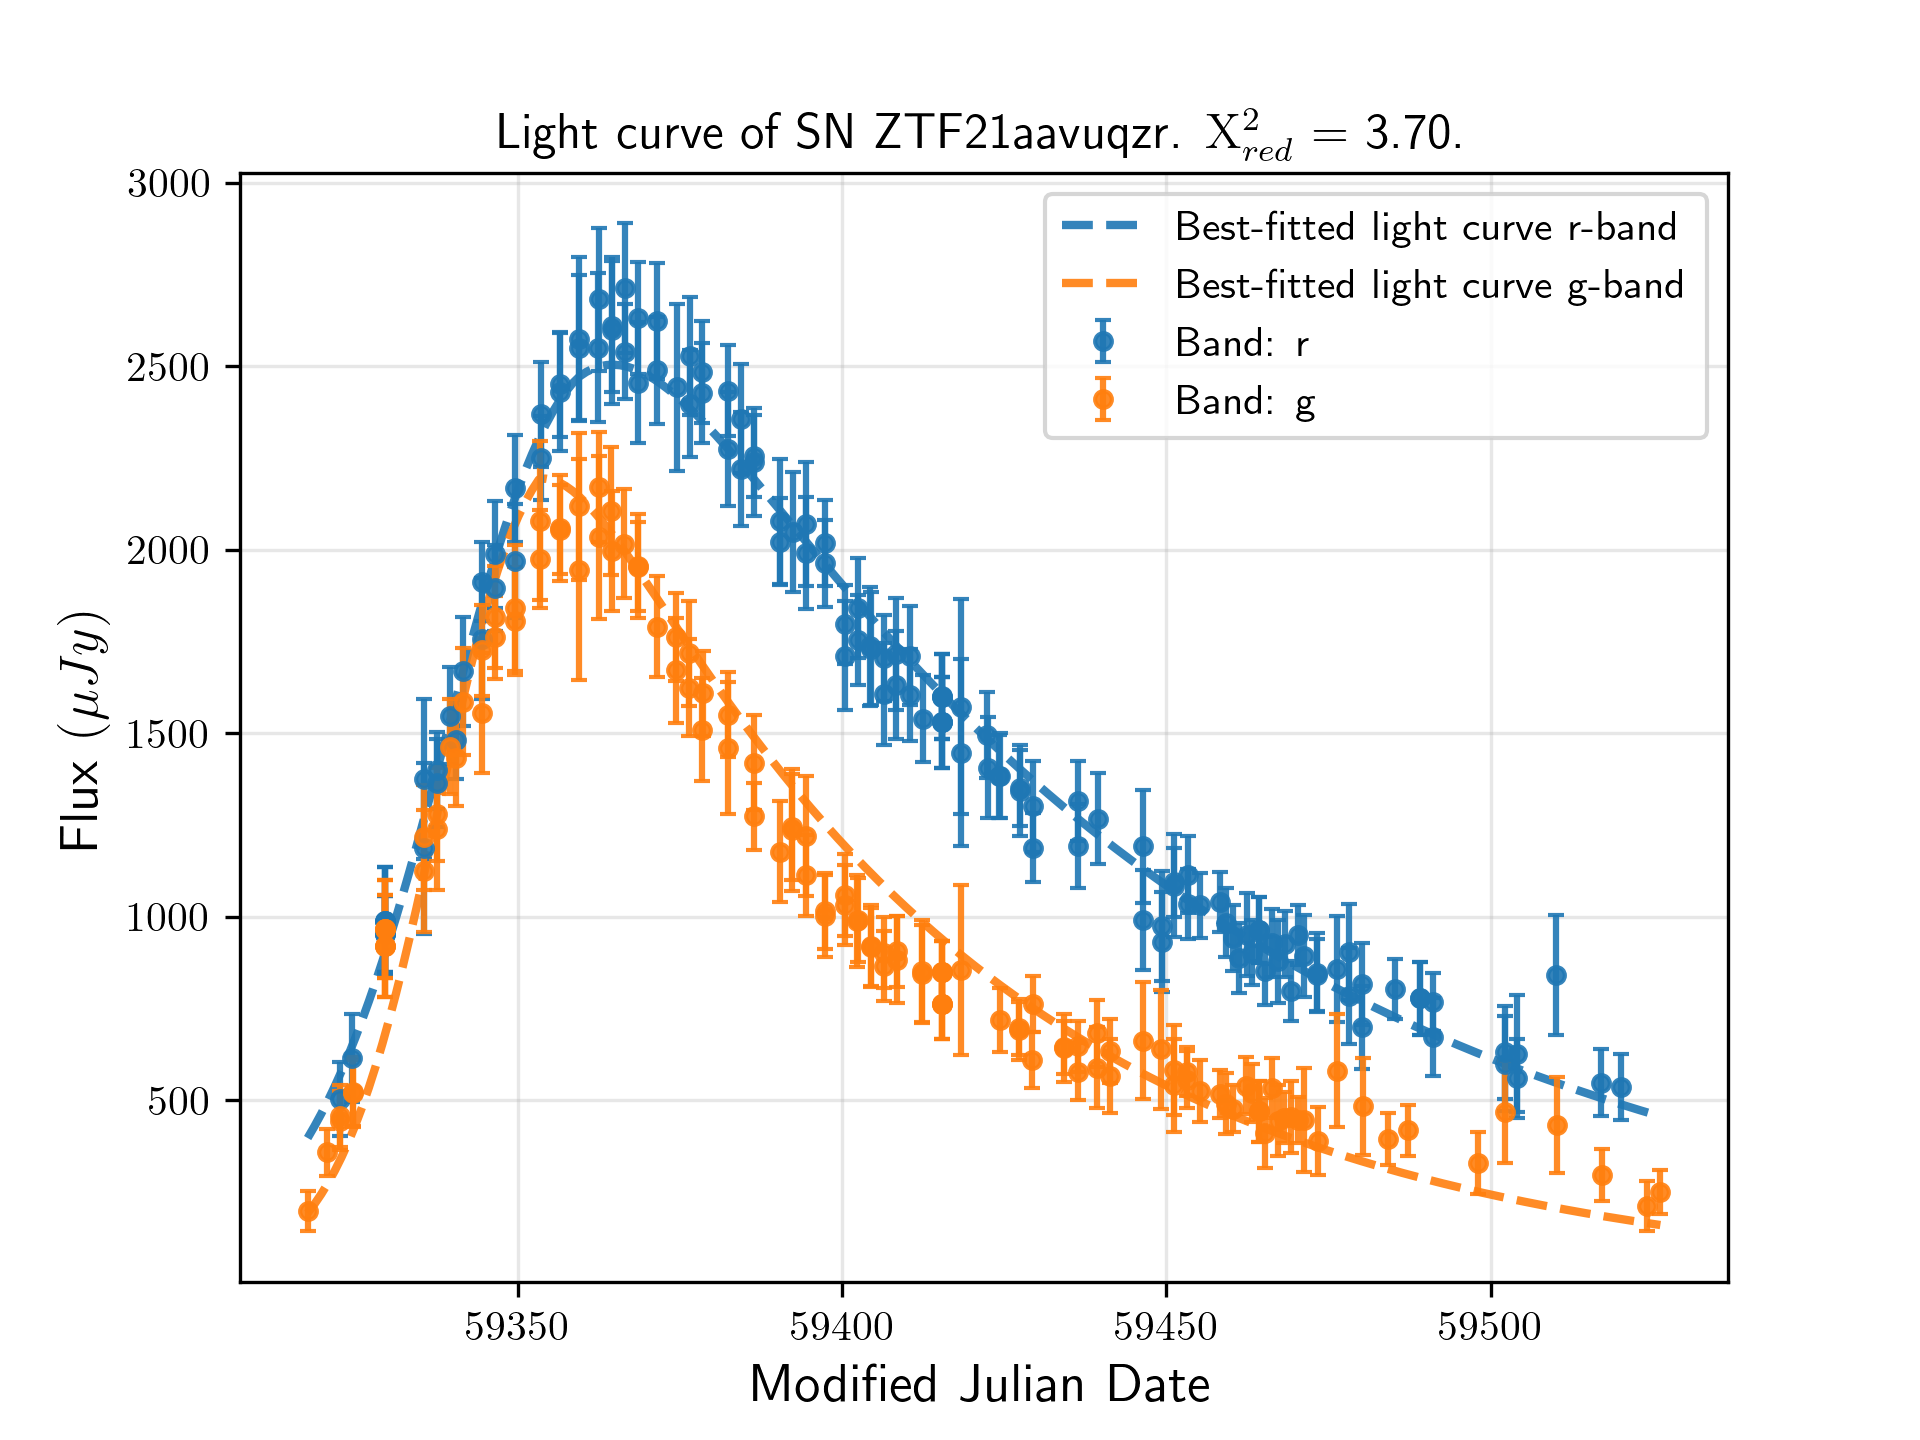 Light curve of SN ZTF21aavuqzr. X²red = 3.70.
3000
2500
2000
1500
1000
500
Flux (μJy)
Best-fitted light curve r-band
Best-fitted light curve g-band
Band: r
Band: g
59350 59400 59450 59500
Modified Julian Date